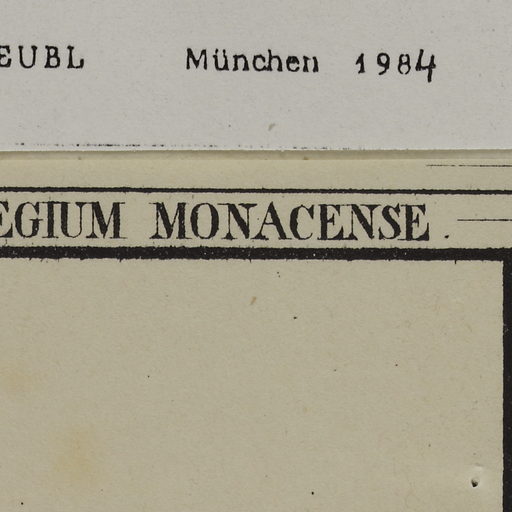 EUBL München 1984
EGIUM MONACENSE.